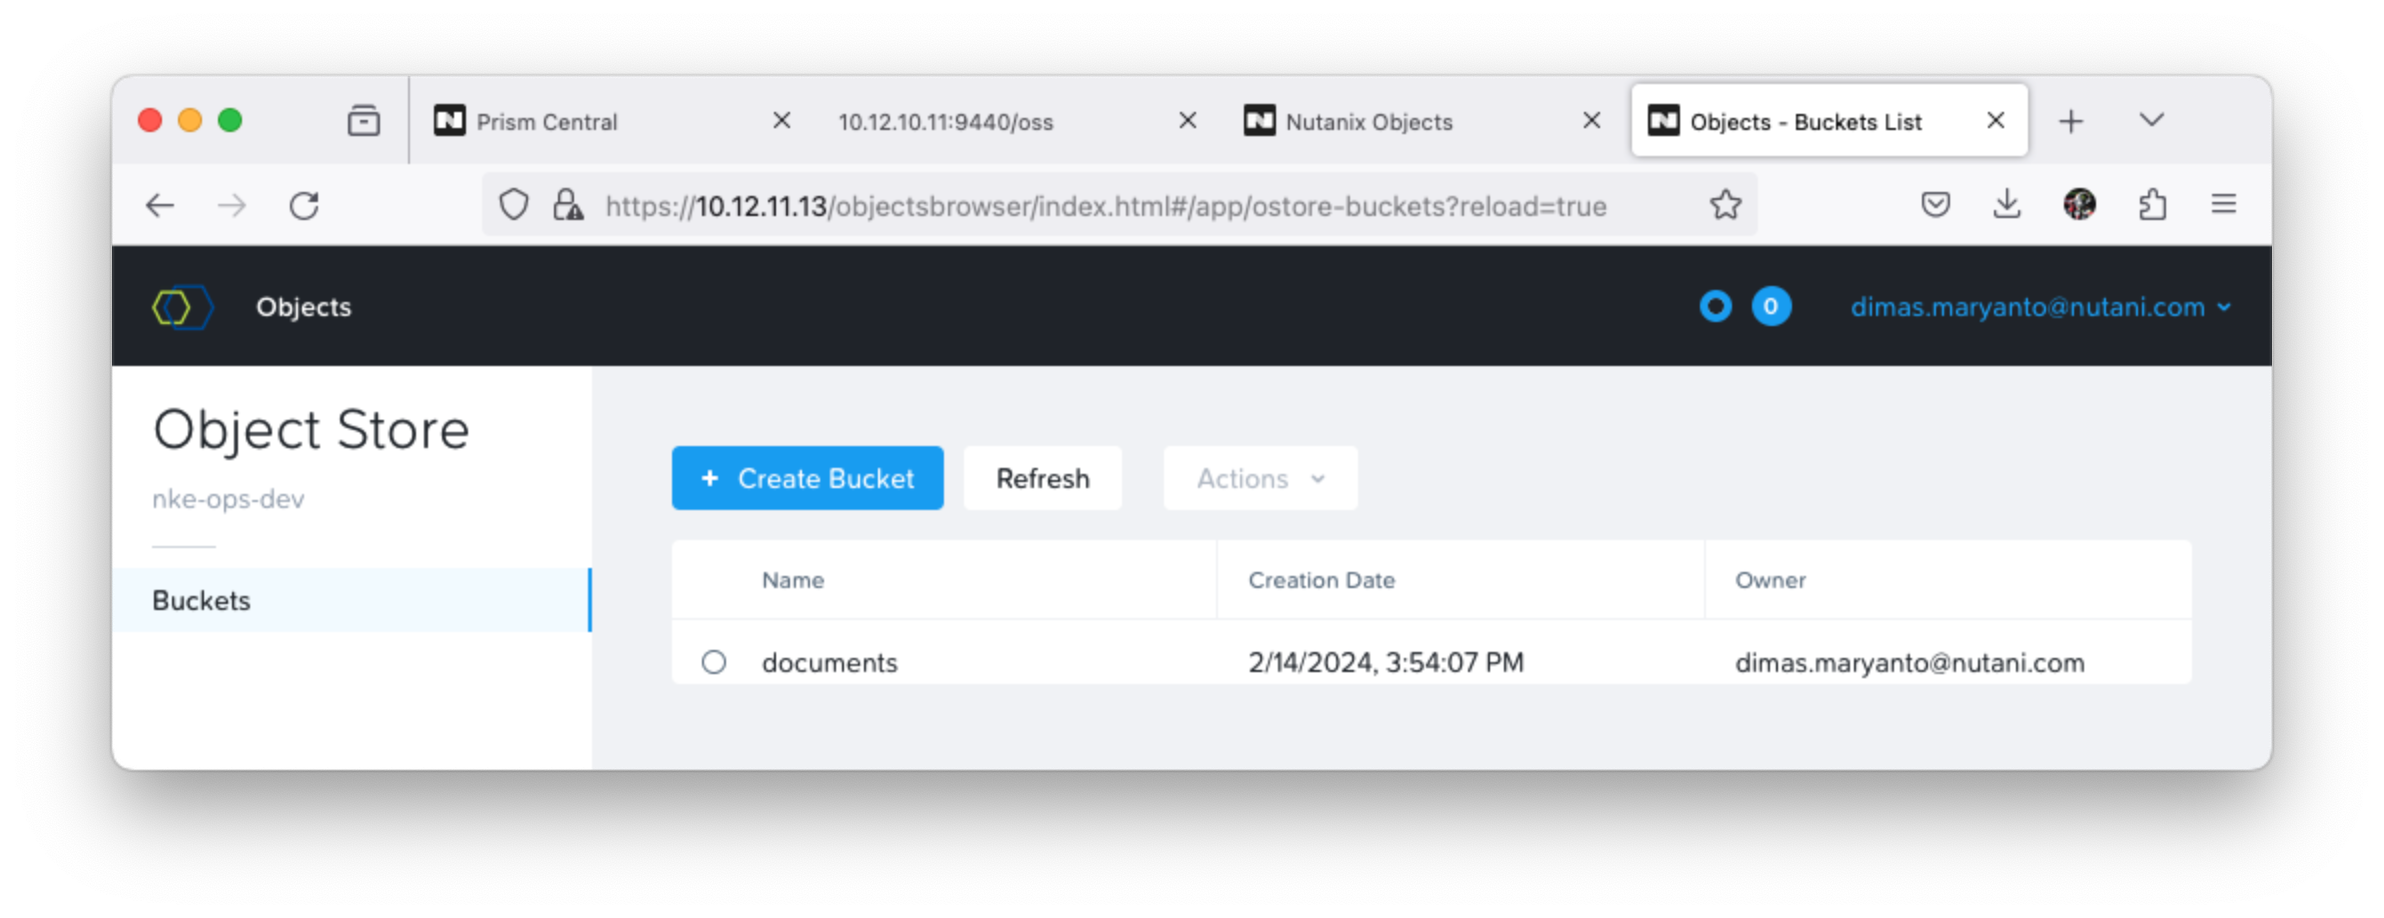 Prism Central
10.12.10.11:9440/oss
Nutanix Objects
Objects - Buckets List
https://10.12.11.13/objectsbrowser/index.html#/app/ostore-buckets?reload=true
Objects
0
dimas.maryanto@nutani.com
Object Store
nke-ops-dev
Buckets
+ Create Bucket
Refresh
Actions
Name
Creation Date
Owner
documents
2/14/2024, 3:54:07 PM
dimas.maryanto@nutani.com